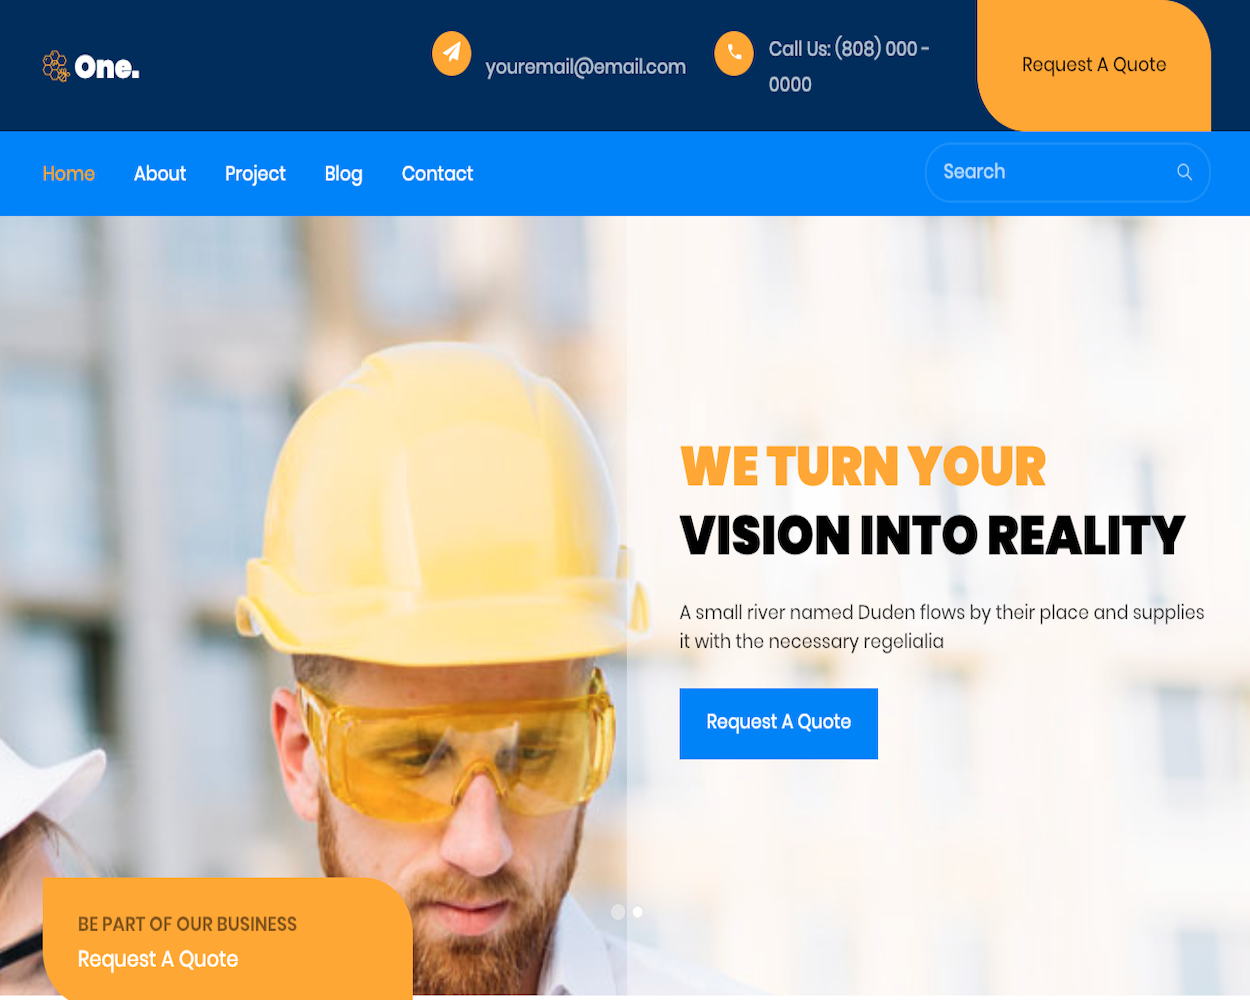 One.
youremail@email.com
Call Us: (808) 000 -
0000
Request A Quote
Home
About
Project
Blog
Contact
Search
WE TURN YOUR
VISION INTO REALITY
A small river named Duden flows by their place and supplies
it with the necessary regelialia
Request A Quote
BE PART OF OUR BUSINESS
Request A Quote